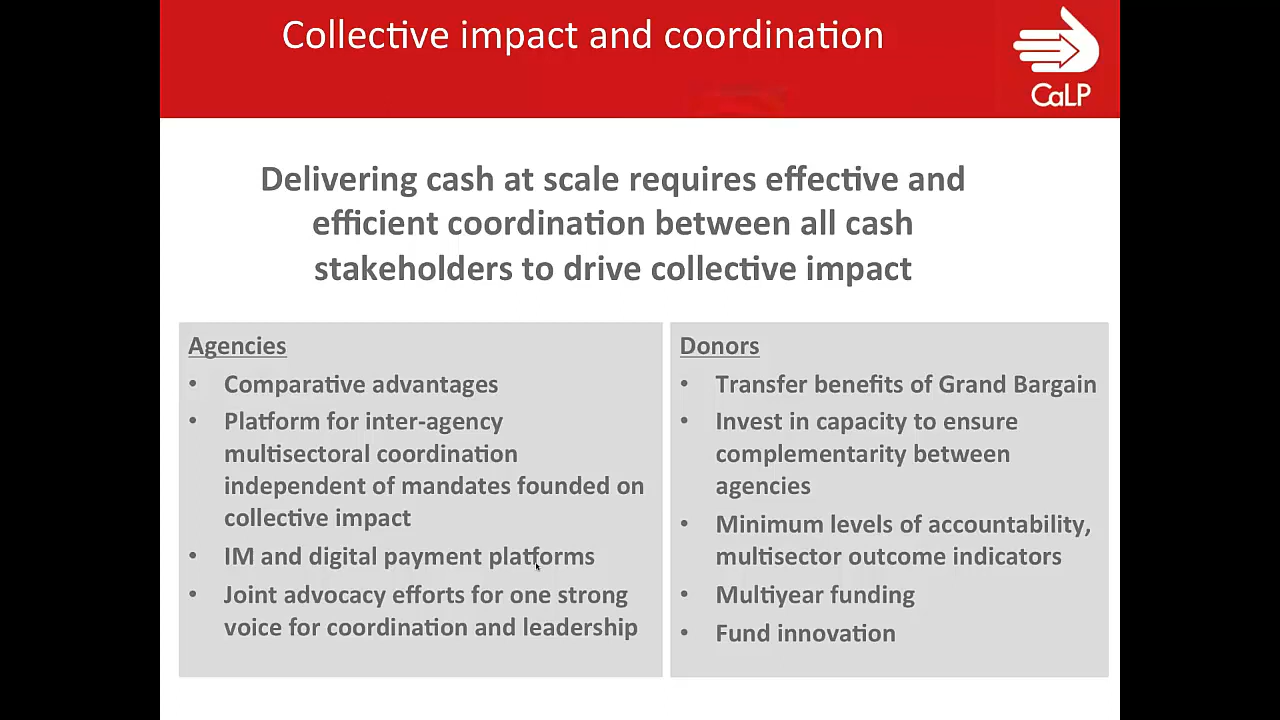 Collective impact and coordination
CaLP
Delivering cash at scale requires effective and
efficient coordination between all cash
stakeholders to drive collective impact
Agencies
• Comparative advantages
• Platform for inter-agency
multisectoral coordination
independent of mandates founded on
collective impact
• IM and digital payment platforms
• Joint advocacy efforts for one strong
voice for coordination and leadership
Donors
• Transfer benefits of Grand Bargain
• Invest in capacity to ensure
complementarity between
agencies
• Minimum levels of accountability,
multisector outcome indicators
• Multiyear funding
• Fund innovation